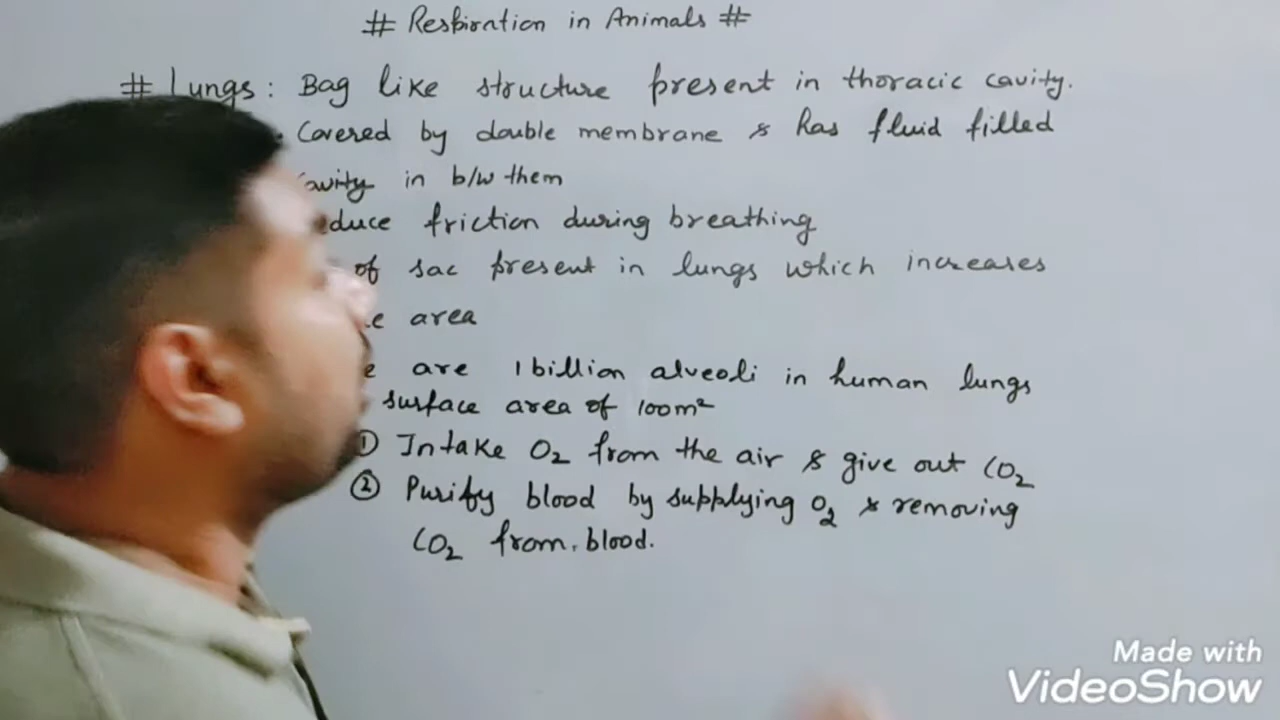 # Respiration in Animals #
# Lungs: Bag like structure present in thoracic cavity.
• Covered by double membrane & has fluid filled
cavity in b/w them
educe friction during breathing
of sac present in lungs which increases
area
are 1 billion alveoli in human lungs
surface area of 100m²
① Intake O₂ from the air & give out CO₂
② Purify blood by supplying O₂ & removing
CO₂ from. blood.
Made with
VideoShow